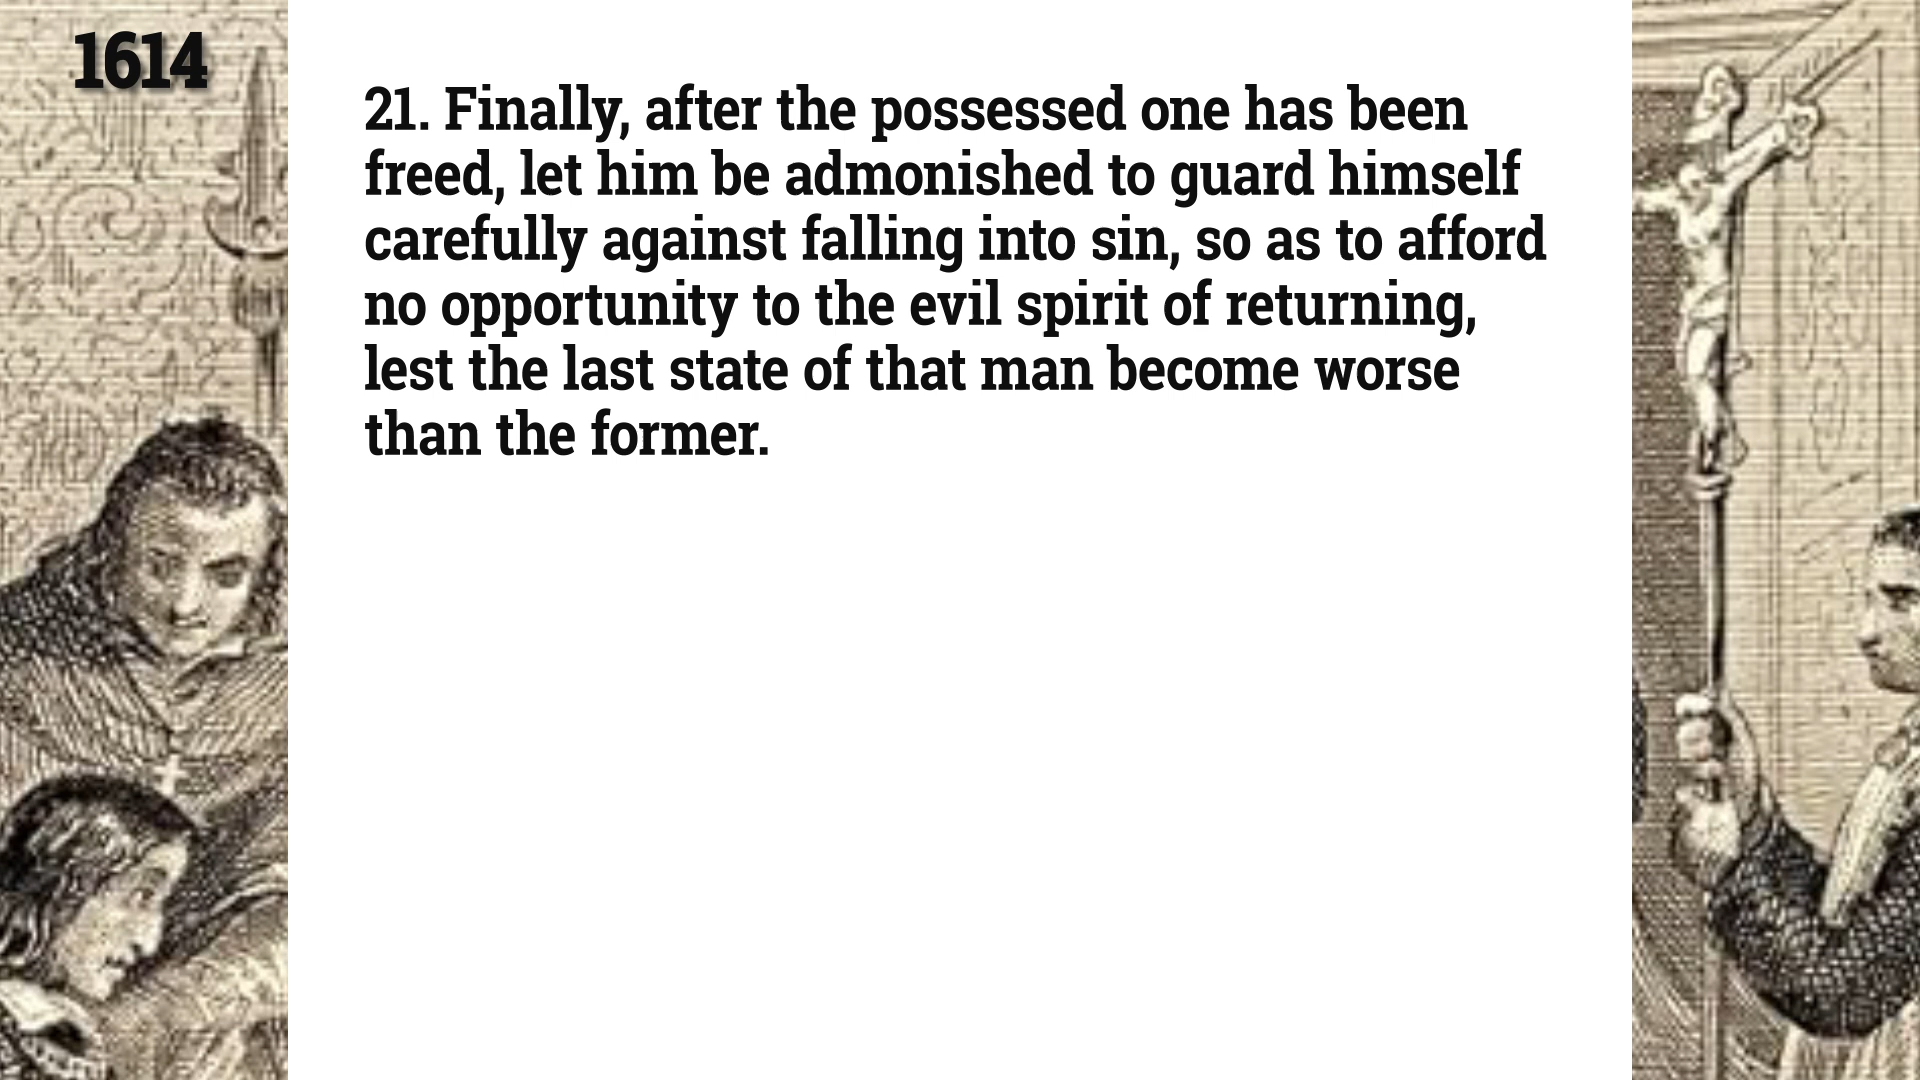 1614
21. Finally, after the possessed one has been
freed, let him be admonished to guard himself
carefully against falling into sin, so as to afford
no opportunity to the evil spirit of returning,
lest the last state of that man become worse
than the former.